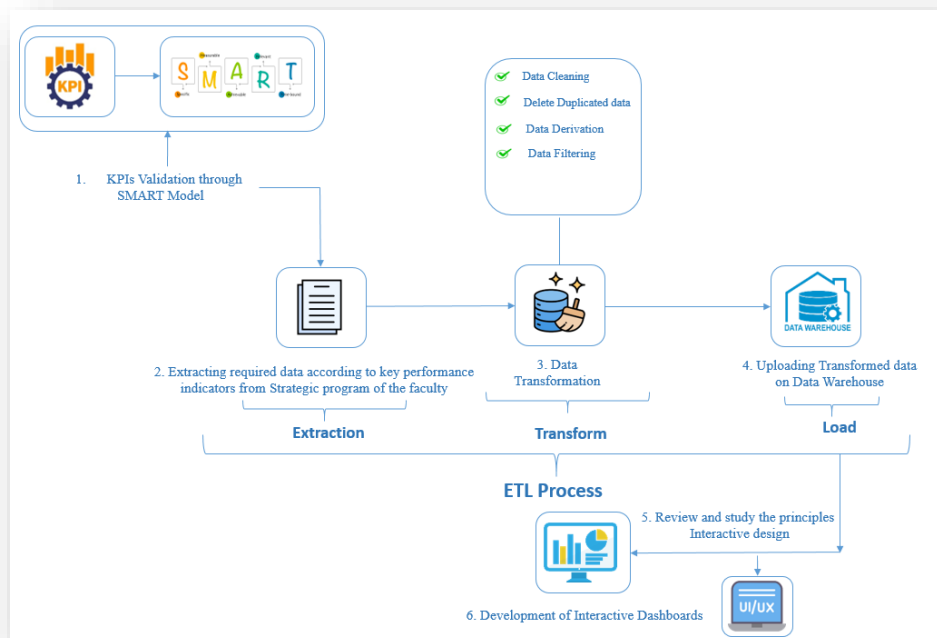 KPI
S M A R T
1. KPIs Validation through
SMART Model
Data Cleaning
Delete Duplicated data
Data Derivation
Data Filtering
DATA WAREHOUSE
2. Extracting required data according to key performance
indicators from Strategic program of the faculty
3. Data
Transformation
4. Uploading Transformed data
on Data Warehouse
Extraction
Transform
Load
ETL Process
5. Review and study the principles
Interactive design
UI/UX
6. Development of Interactive Dashboards